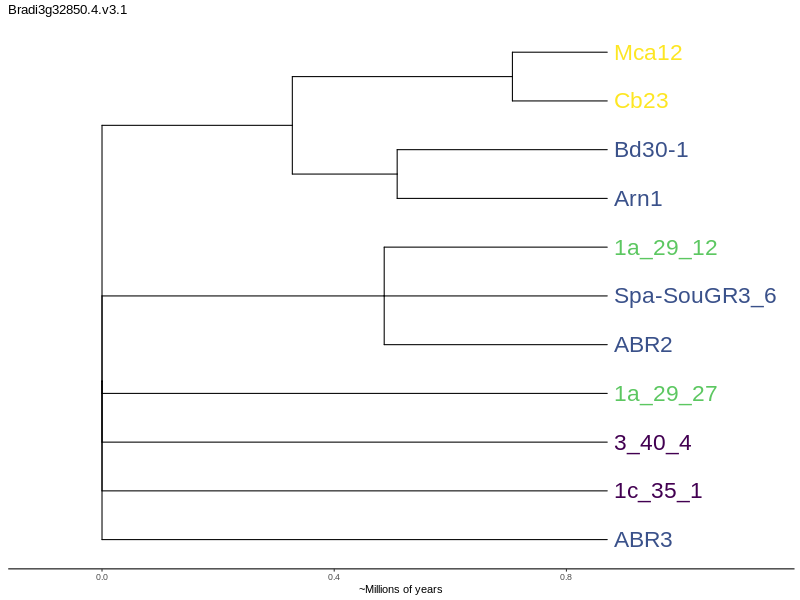 Bradi3g32850.4.v3.1
Mca12
Cb23
Bd30-1
Arn1
1a_29_12
Spa-SouGR3_6
ABR2
1a_29_27
3_40_4
1c_35_1
ABR3
0.0 0.4 0.8
~Millions of years